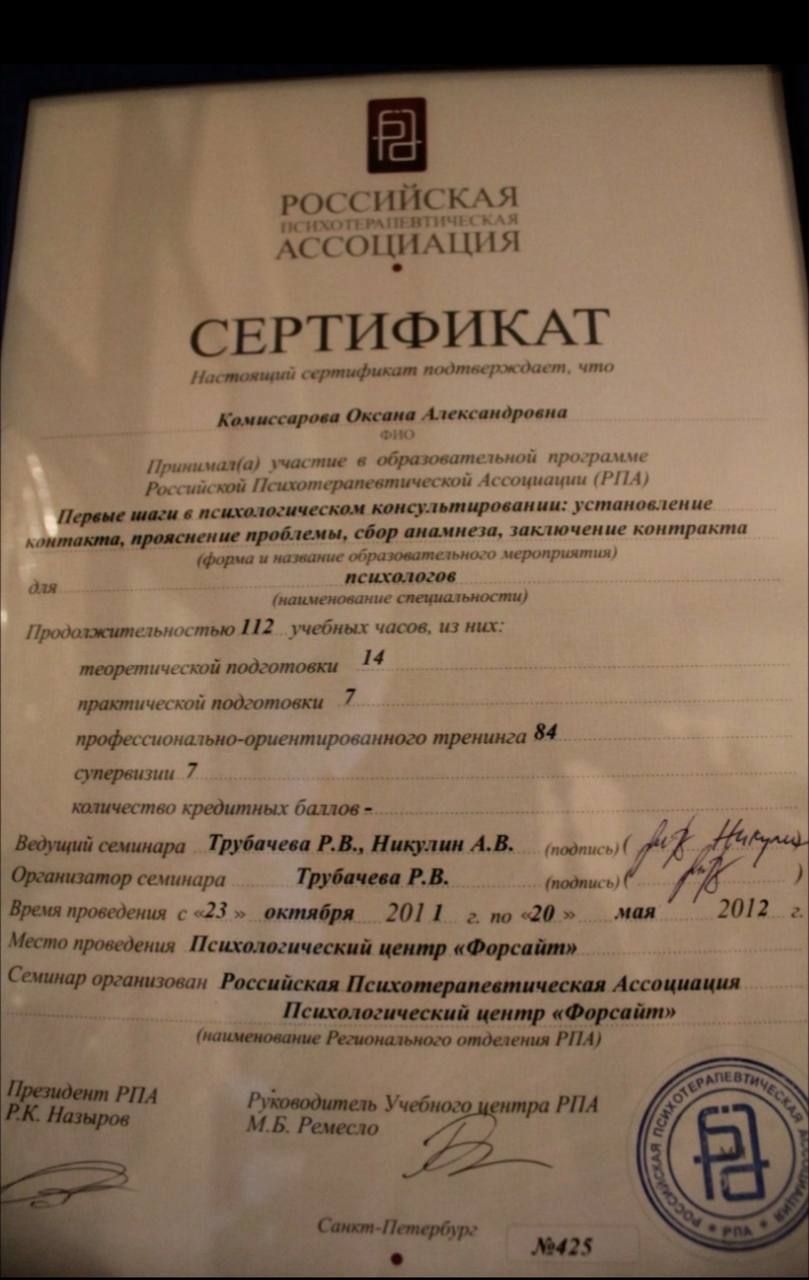 РОССИЙСКАЯ
ПСИХОТЕРАПЕВТИЧЕСКАЯ
АССОЦИАЦИЯ
СЕРТИФИКАТ
Настоящий сертификат подтверждает, что
Комиссарова Оксана Александровна
ФИО
Принимал(а) участие в образовательной программе
Российской Психотерапевтической Ассоциации (РПА)
Первые шаги в психологическом консультировании: установление
контакта, прояснение проблемы, сбор анамнеза, заключение контракта
(форма и название образовательного мероприятия)
для психологов
(наименование специальности)
Продолжительностью 112 учебных часов, из них:
теоретической подготовки 14
практической подготовки 7
профессионально-ориентированного тренинга 84
супервизии 7
количество кредитных баллов -
Ведущий семинара Трубачева Р.В., Никулин А.В. (подпись) (
Организатор семинара Трубачева Р.В. (подпись) ( )
Время проведения с «23 » октября 2011 г. по «20 » мая 2012 г.
Место проведения Психологический центр «Форсайт»
Семинар организован Российская Психотерапевтическая Ассоциация
Психологический центр «Форсайт»
(наименование Регионального отделения РПА)
Президент РПА
Р.К. Назыров
Руководитель Учебного центра РПА
М.Б. Ремесло
РОССИЙСКАЯ ПСИХОТЕРАПЕВТИЧЕСКАЯ АССОЦИАЦИЯ * РПА *
Санкт-Петербург
№425